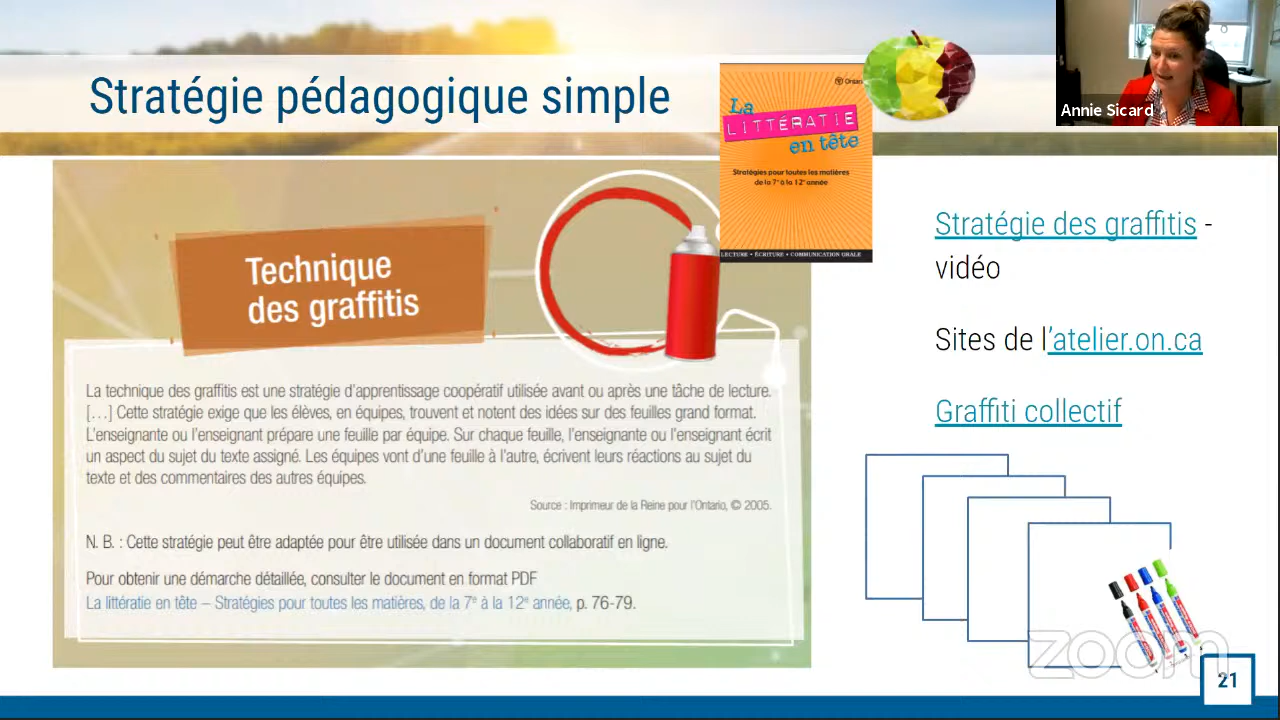 Stratégie pédagogique simple
Ontario
La
LITTÉRATIE
en tête
Stratégies pour toutes les matières
de la 7e à la 12e année
LECTURE • ÉCRITURE • COMMUNICATION ORALE
Annie Sicard
Technique
des graffitis
La technique des graffitis est une stratégie d'apprentissage coopératif utilisée avant ou après une tâche de lecture.
[…] Cette stratégie exige que les élèves, en équipes, trouvent et notent des idées sur des feuilles grand format.
L'enseignante ou l'enseignant prépare une feuille par équipe. Sur chaque feuille, l'enseignante ou l'enseignant écrit
un aspect du sujet du texte assigné. Les équipes vont d'une feuille à l'autre, écrivent leurs réactions au sujet du
texte et des commentaires des autres équipes.
Source : Imprimeur de la Reine pour l'Ontario, © 2005.
N. B. : Cette stratégie peut être adaptée pour être utilisée dans un document collaboratif en ligne.
Pour obtenir une démarche détaillée, consulter le document en format PDF
La littératie en tête – Stratégies pour toutes les matières, de la 7e à la 12e année, p. 76-79.
Stratégie des graffitis -
vidéo
Sites de l'atelier.on.ca
Graffiti collectif
zoom
21